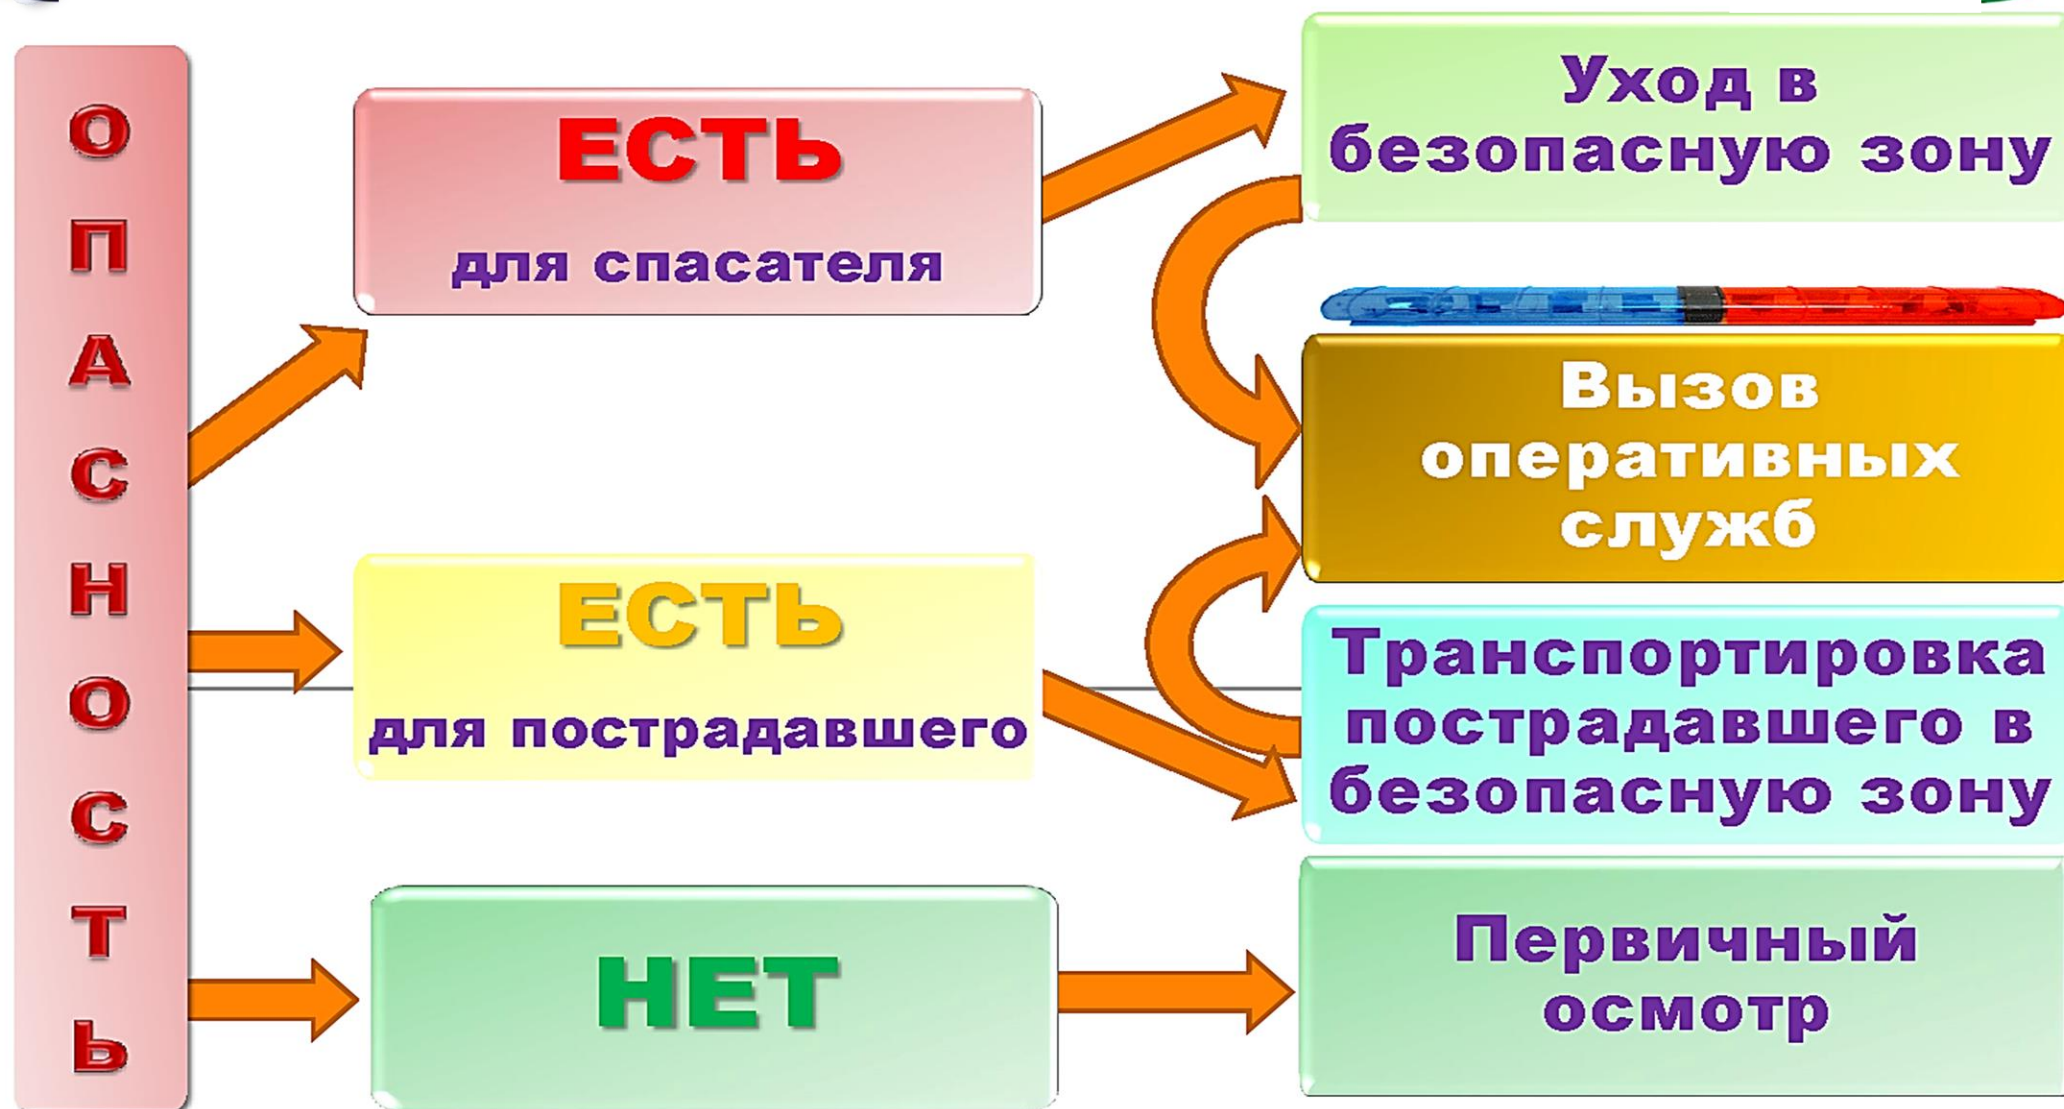 ОПАСНОСТЬ
ЕСТЬ
для спасателя
Уход в
безопасную зону
Вызов
оперативных
служб
ЕСТЬ
для пострадавшего
Транспортировка
пострадавшего в
безопасную зону
НЕТ
Первичный
осмотр